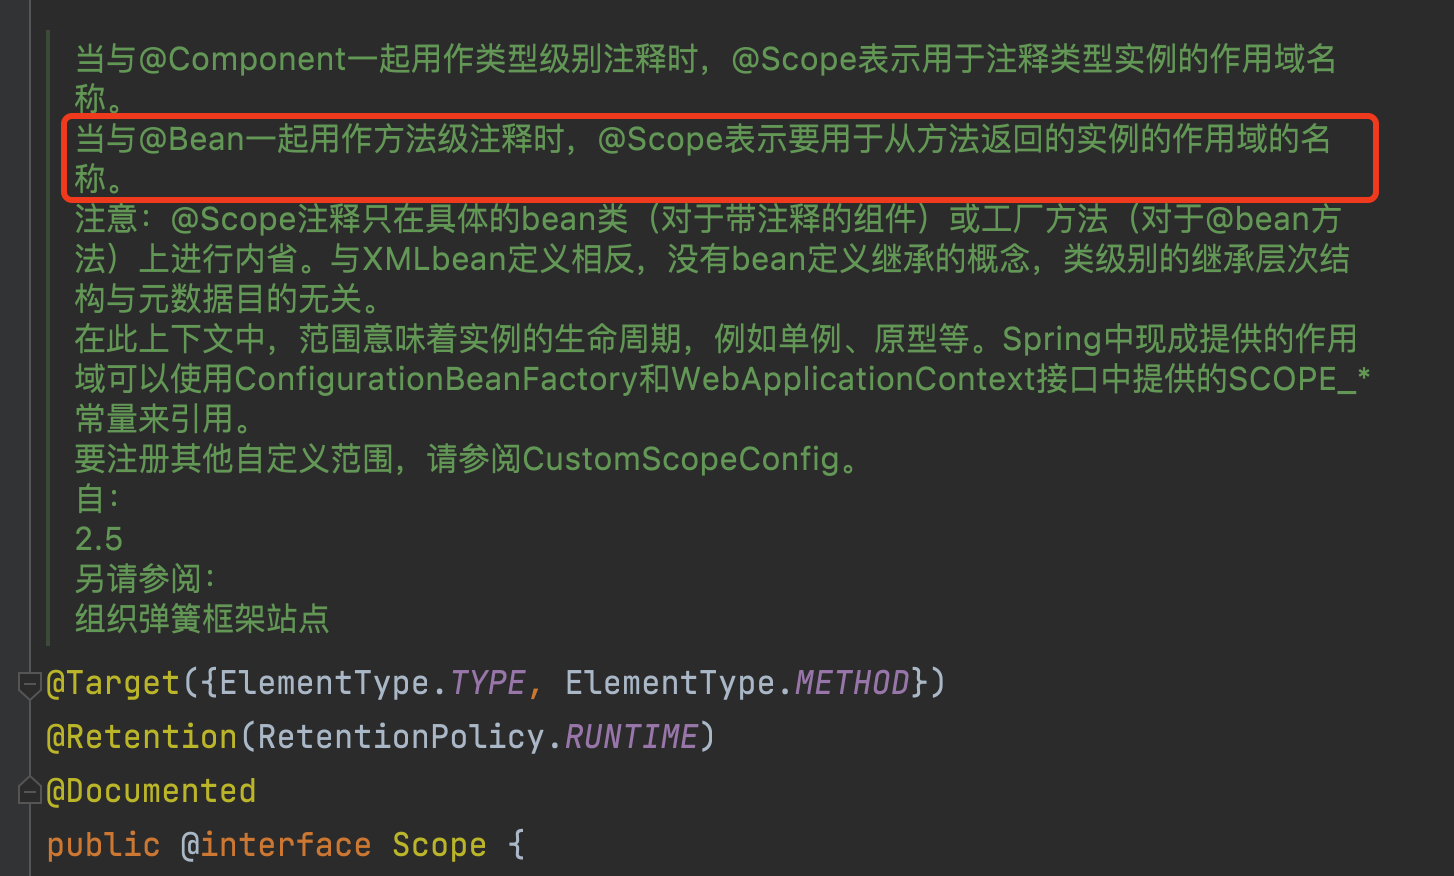 当与@Component一起用作类型级别注释时，@Scope表示用于注释类型实例的作用域名
称。
当与@Bean一起用作方法级注释时，@Scope表示要用于从方法返回的实例的作用域的名
称。
注意：@Scope注释只在具体的bean类（对于带注释的组件）或工厂方法（对于@bean方
法）上进行内省。与XMLbean定义相反，没有bean定义继承的概念，类级别的继承层次结
构与元数据目的无关。
在此上下文中，范围意味着实例的生命周期，例如单例、原型等。Spring中现成提供的作用
域可以使用ConfigurationBeanFactory和WebApplicationContext接口中提供的SCOPE_*
常量来引用。
要注册其他自定义范围，请参阅CustomScopeConfig。
自：
2.5
另请参阅：
组织弹簧框架站点
@Target({ElementType.TYPE, ElementType.METHOD})
@Retention(RetentionPolicy.RUNTIME)
@Documented
public @interface Scope {